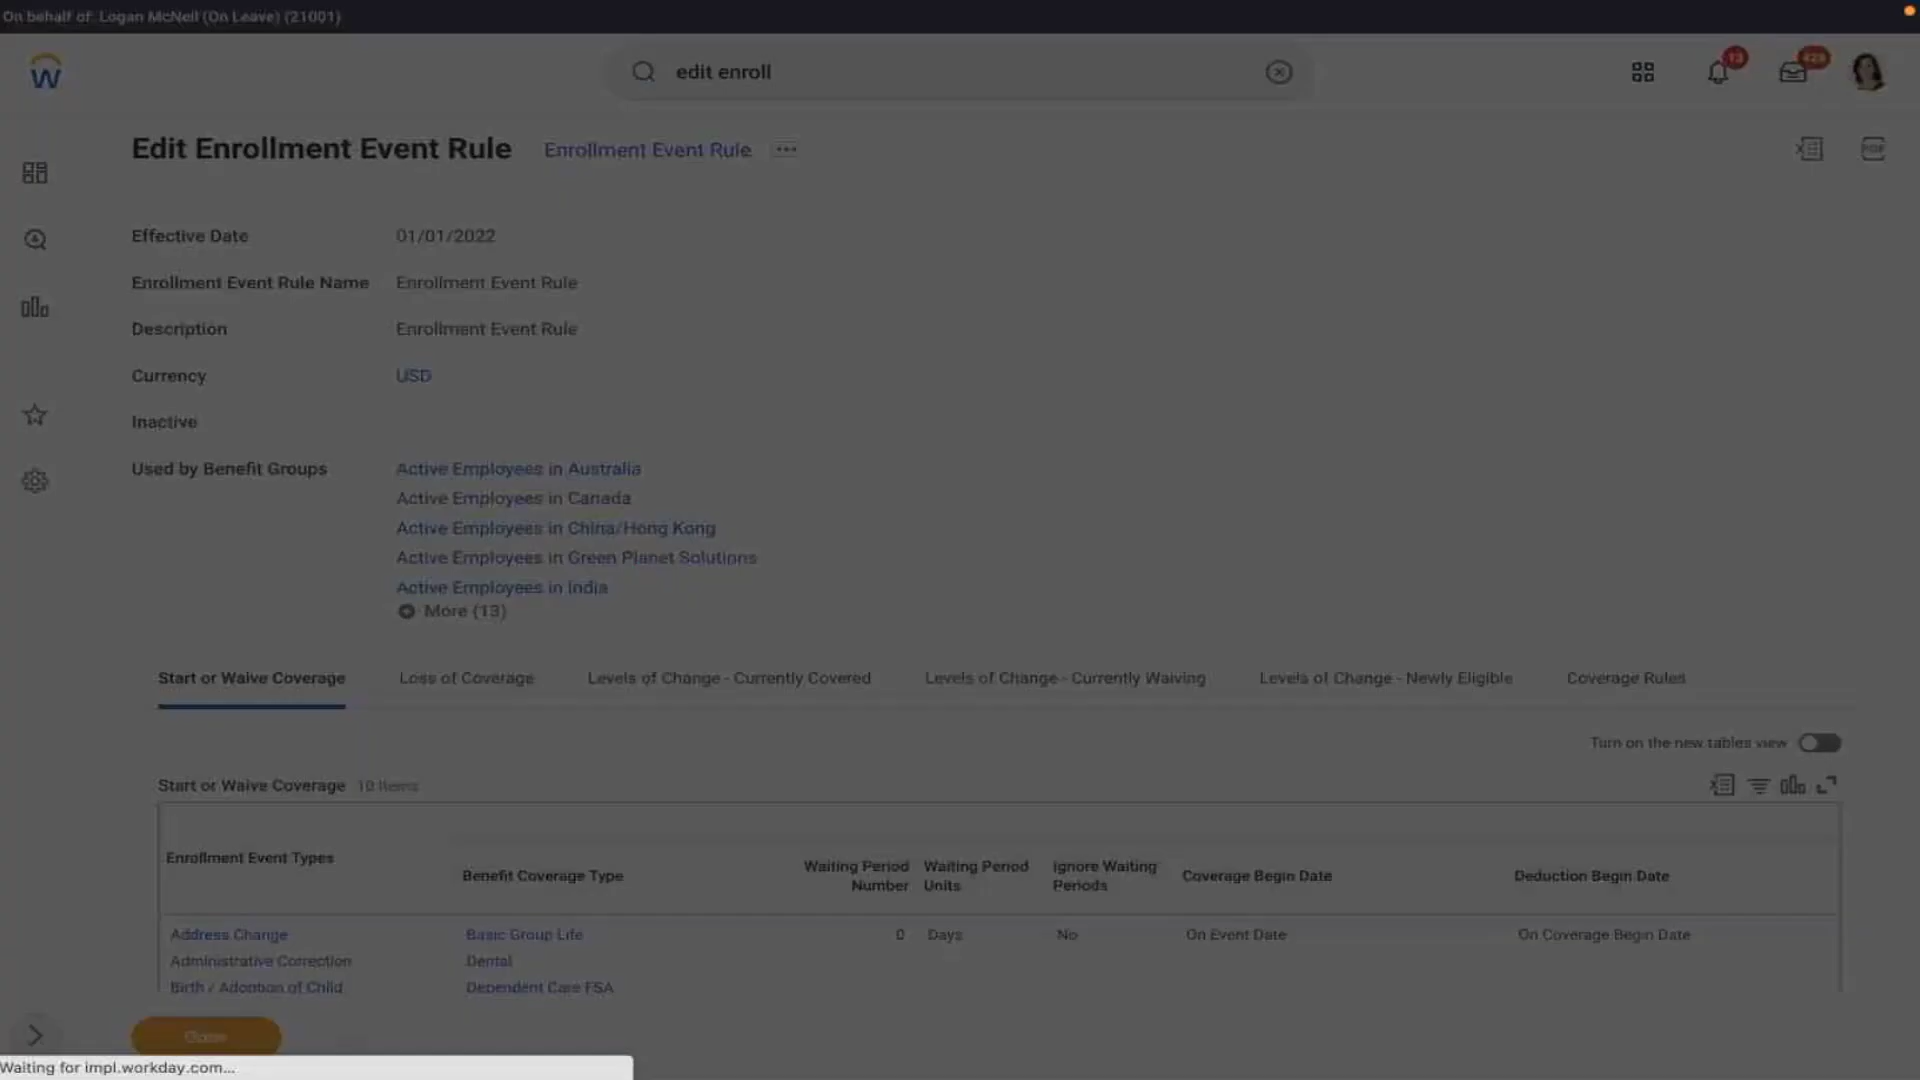 On behalf of: Logan McNeil (On Leave) (21001)
edit enroll
13
Edit Enrollment Event Rule Enrollment Event Rule
PDF
Effective Date 01/01/2022
Enrollment Event Rule Name Enrollment Event Rule
Description Enrollment Event Rule
Currency USD
Inactive
Used by Benefit Groups Active Employees in Australia
Active Employees in Canada
Active Employees in China/Hong Kong
Active Employees in Green Planet Solutions
Active Employees in India
More (13)
Start or Waive Coverage Loss of Coverage Levels of Change - Currently Covered Levels of Change - Currently Waiving Levels of Change - Newly Eligible Coverage Rules
Turn on the new tables view
Start or Waive Coverage 10 items
Enrollment Event Types Benefit Coverage Type Waiting Period Number Waiting Period Units Ignore Waiting Periods Coverage Begin Date Deduction Begin Date
Address Change Basic Group Life 0 Days No On Event Date On Coverage Begin Date
Administrative Correction Dental
Birth / Adoption of Child Dependent Care FSA
Waiting for impl.workday.com...